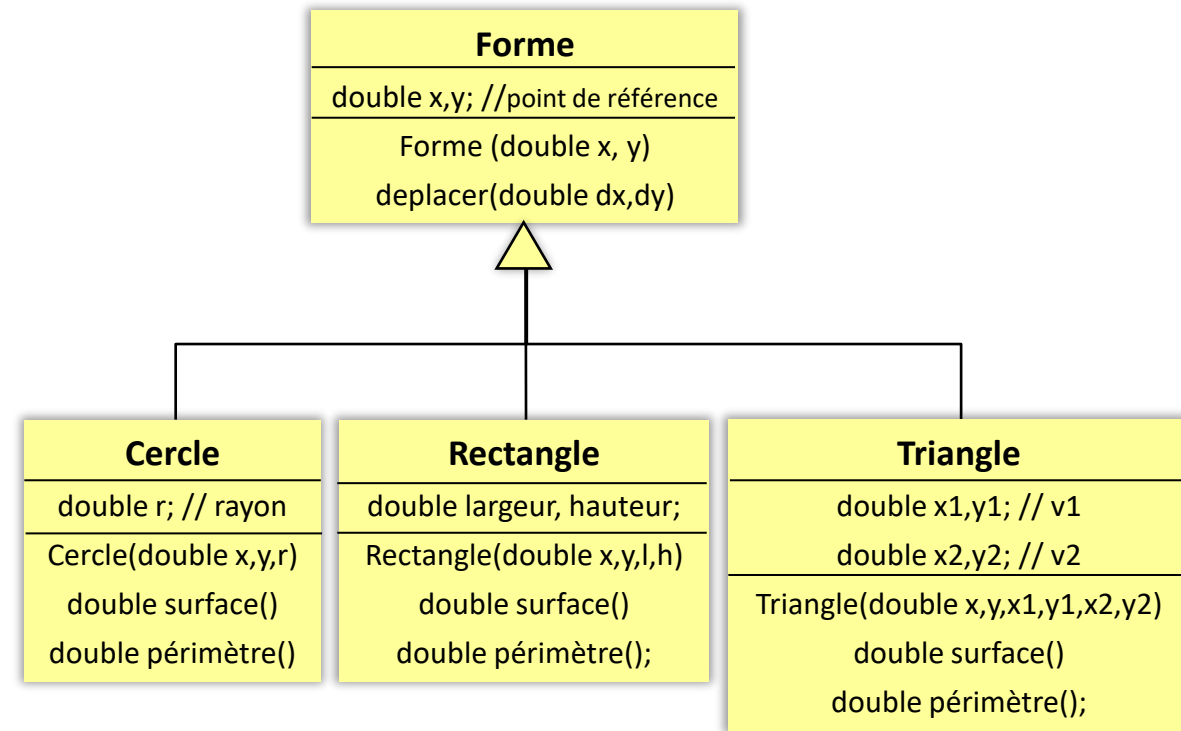 Forme
double x,y; //point de référence
Forme (double x, y)
deplacer(double dx,dy)
Cercle
double r; // rayon
Cercle(double x,y,r)
double surface()
double périmètre()
Rectangle
double largeur, hauteur;
Rectangle(double x,y,l,h)
double surface()
double périmètre();
Triangle
double x1,y1; // v1
double x2,y2; // v2
Triangle(double x,y,x1,y1,x2,y2)
double surface()
double périmètre();